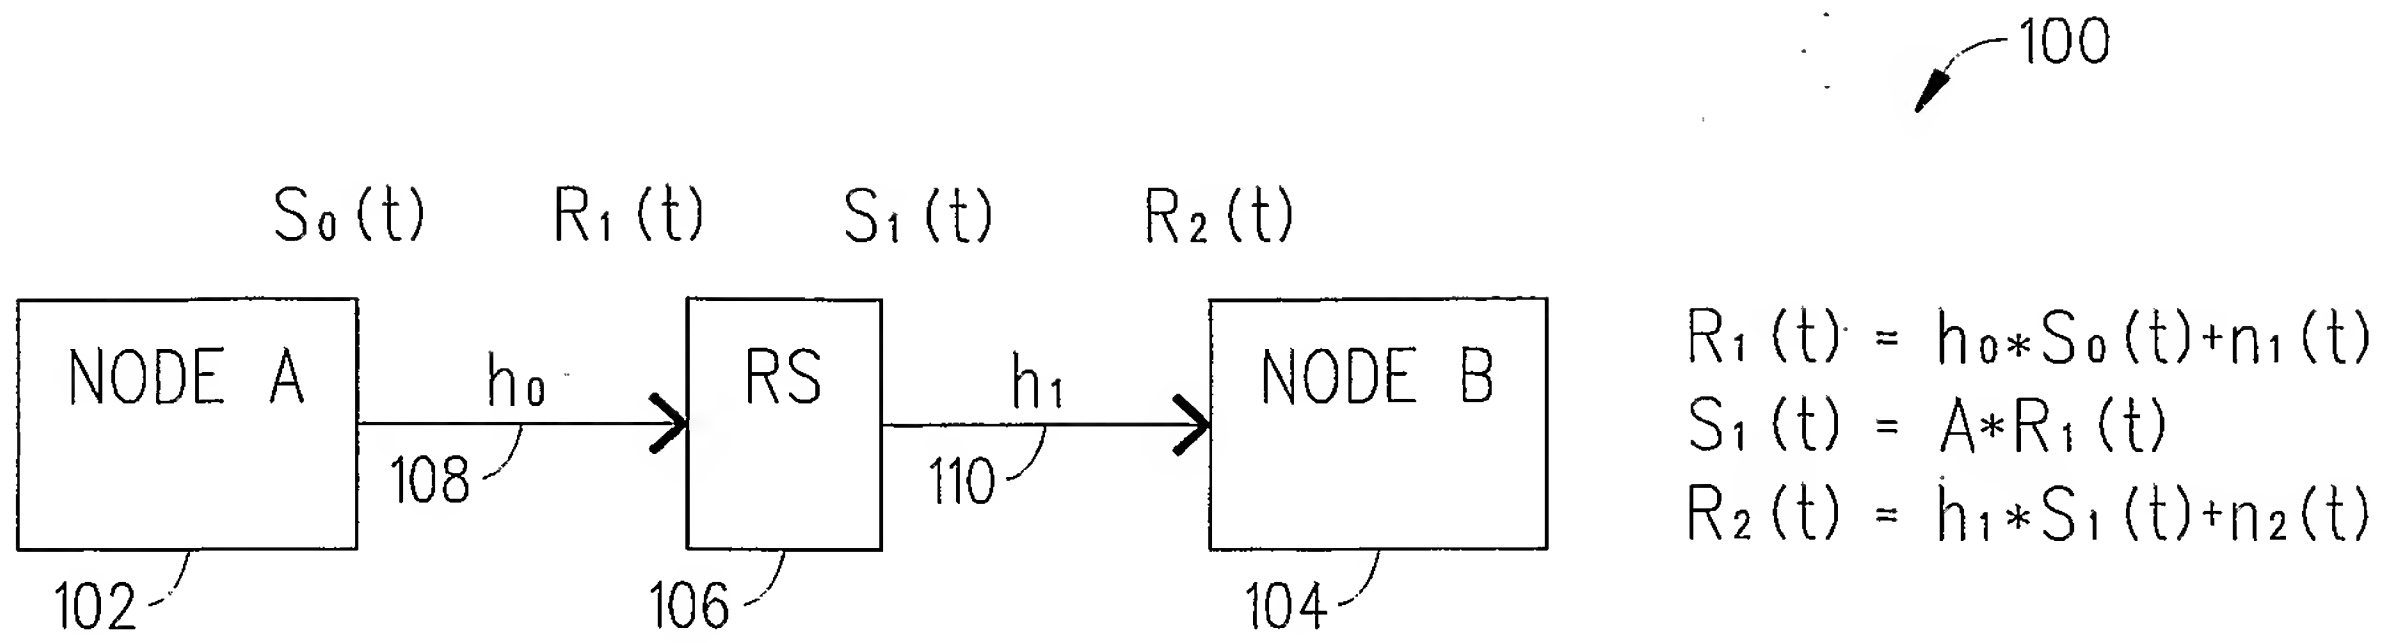 100
S₀(t) R₁(t) S₁(t) R₂(t)
NODE A h₀ RS h₁ NODE B
108 110
102 106 104
R₁(t) = h₀*S₀(t)+n₁(t)
S₁(t) = A*R₁(t)
R₂(t) = h₁*S₁(t)+n₂(t)